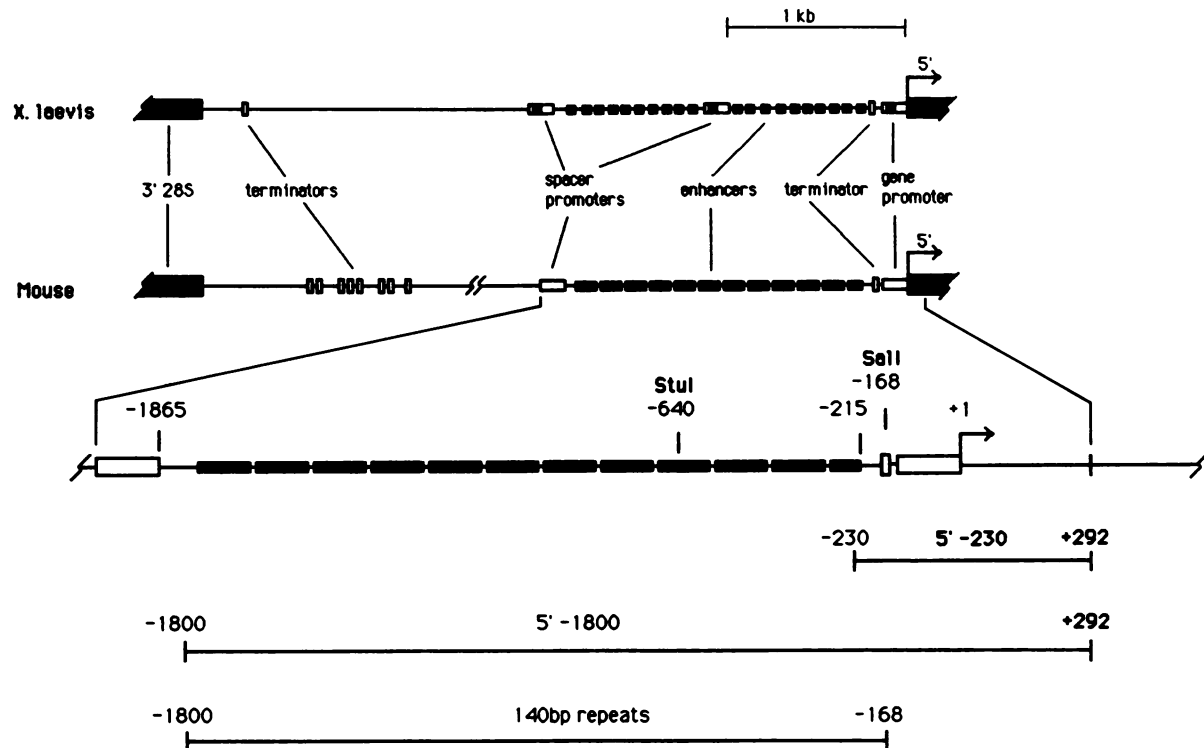 1 kb
5'
X. laevis
3' 28S
terminators
spacer
promoters
enhancers
terminator
gene
promoter
5'
Mouse
SalI
StuI
-168
-1865
-640
-215
+1
-230
5' -230
+292
-1800
5' -1800
+292
-1800
140bp repeats
-168